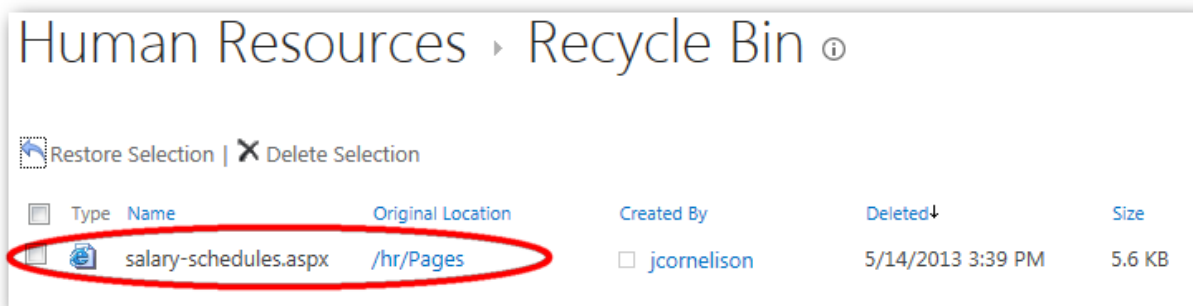 Human Resources ▸ Recycle Bin
Restore Selection | Delete Selection
Type Name Original Location Created By Deleted↓ Size
salary-schedules.aspx /hr/Pages jcornelison 5/14/2013 3:39 PM 5.6 KB